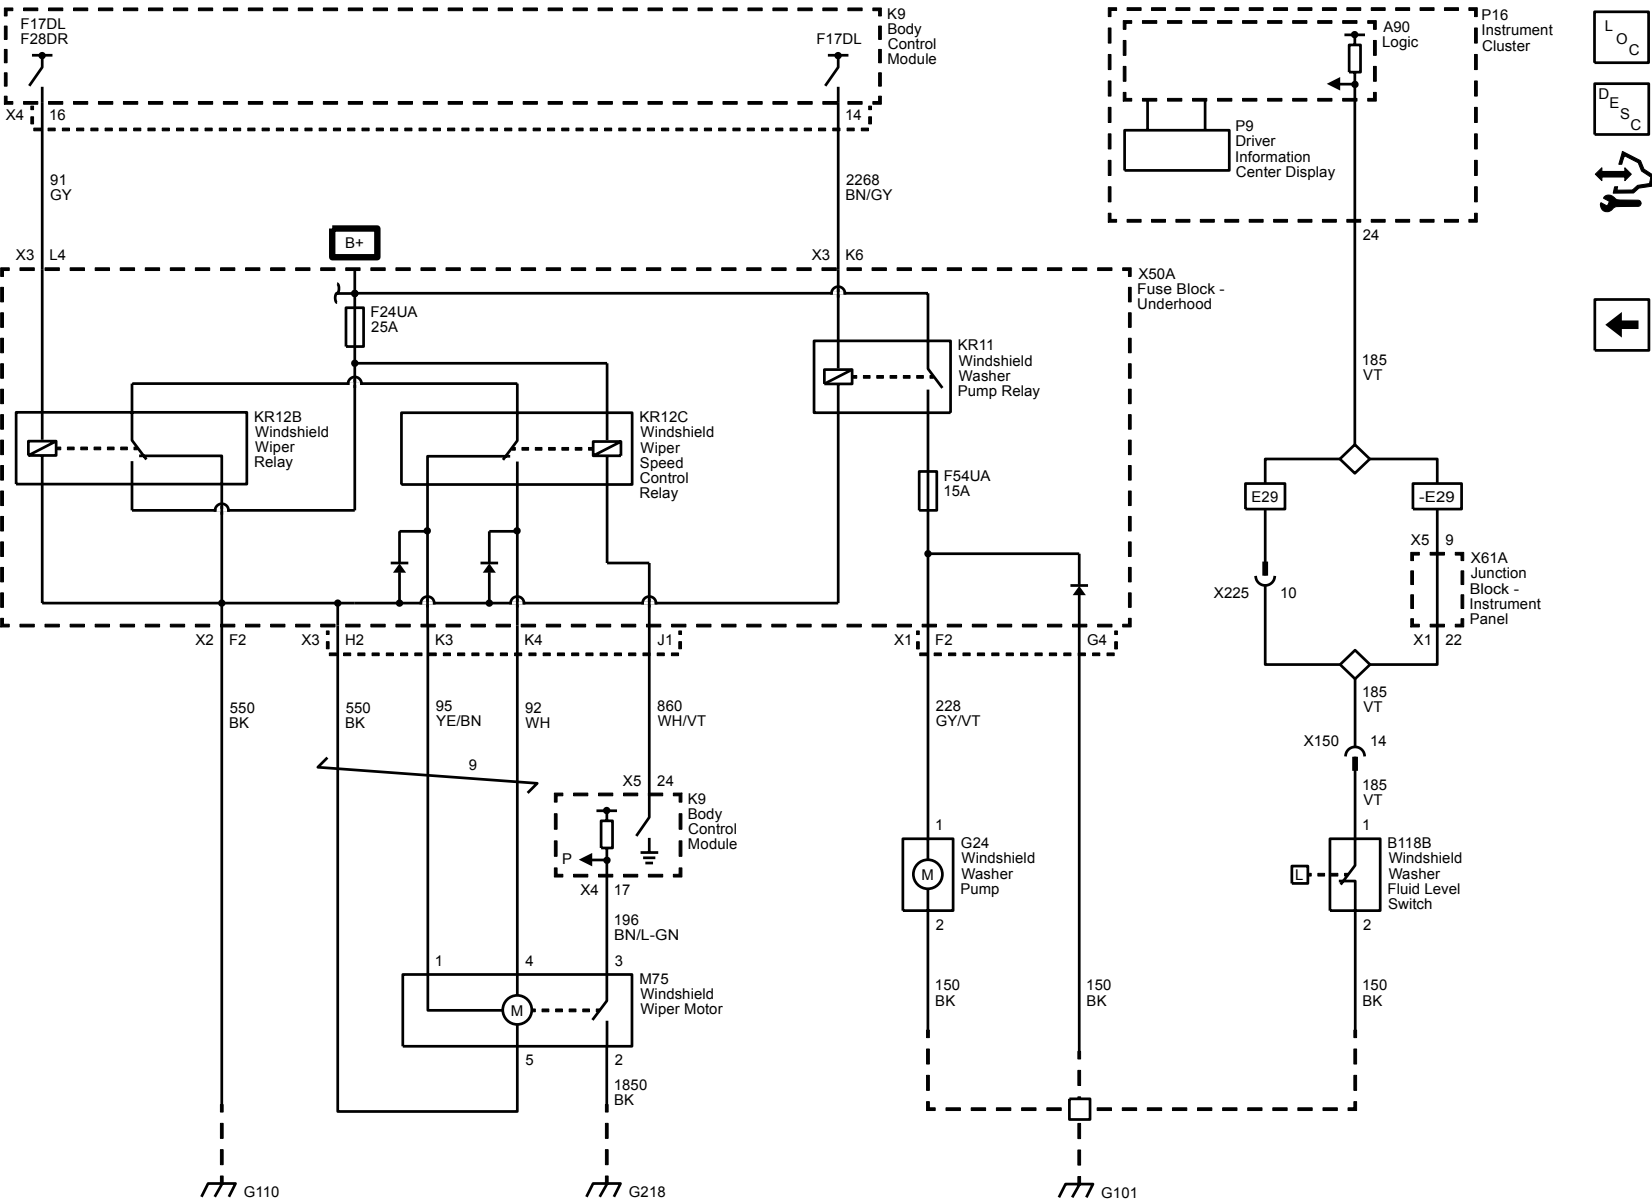 F17DL
F28DR
F17DL
K9
Body
Control
Module
X4
16
14
A90
Logic
P16
Instrument
Cluster
P9
Driver
Information
Center Display
L
O
C
D
E
S
C
91
GY
2268
BN/GY
24
B+
X3
L4
X3
K6
X50A
Fuse Block -
Underhood
F24UA
25A
KR11
Windshield
Washer
Pump Relay
185
VT
KR12B
Windshield
Wiper
Relay
KR12C
Windshield
Wiper
Speed
Control
Relay
F54UA
15A
E29
-E29
X5
9
X61A
Junction
Block -
Instrument
Panel
X225
10
X2
F2
X3
H2
K3
K4
J1
X1
F2
G4
X1
22
550
BK
550
BK
95
YE/BN
92
WH
860
WH/VT
228
GY/VT
185
VT
X150
14
9
X5
24
K9
Body
Control
Module
P
X4
17
185
VT
1
1
G24
Windshield
Washer
Pump
M
2
L
B118B
Windshield
Washer
Fluid Level
Switch
2
196
BN/L-GN
1
4
3
M75
Windshield
Wiper Motor
M
5
2
1850
BK
150
BK
150
BK
150
BK
G110
G218
G101